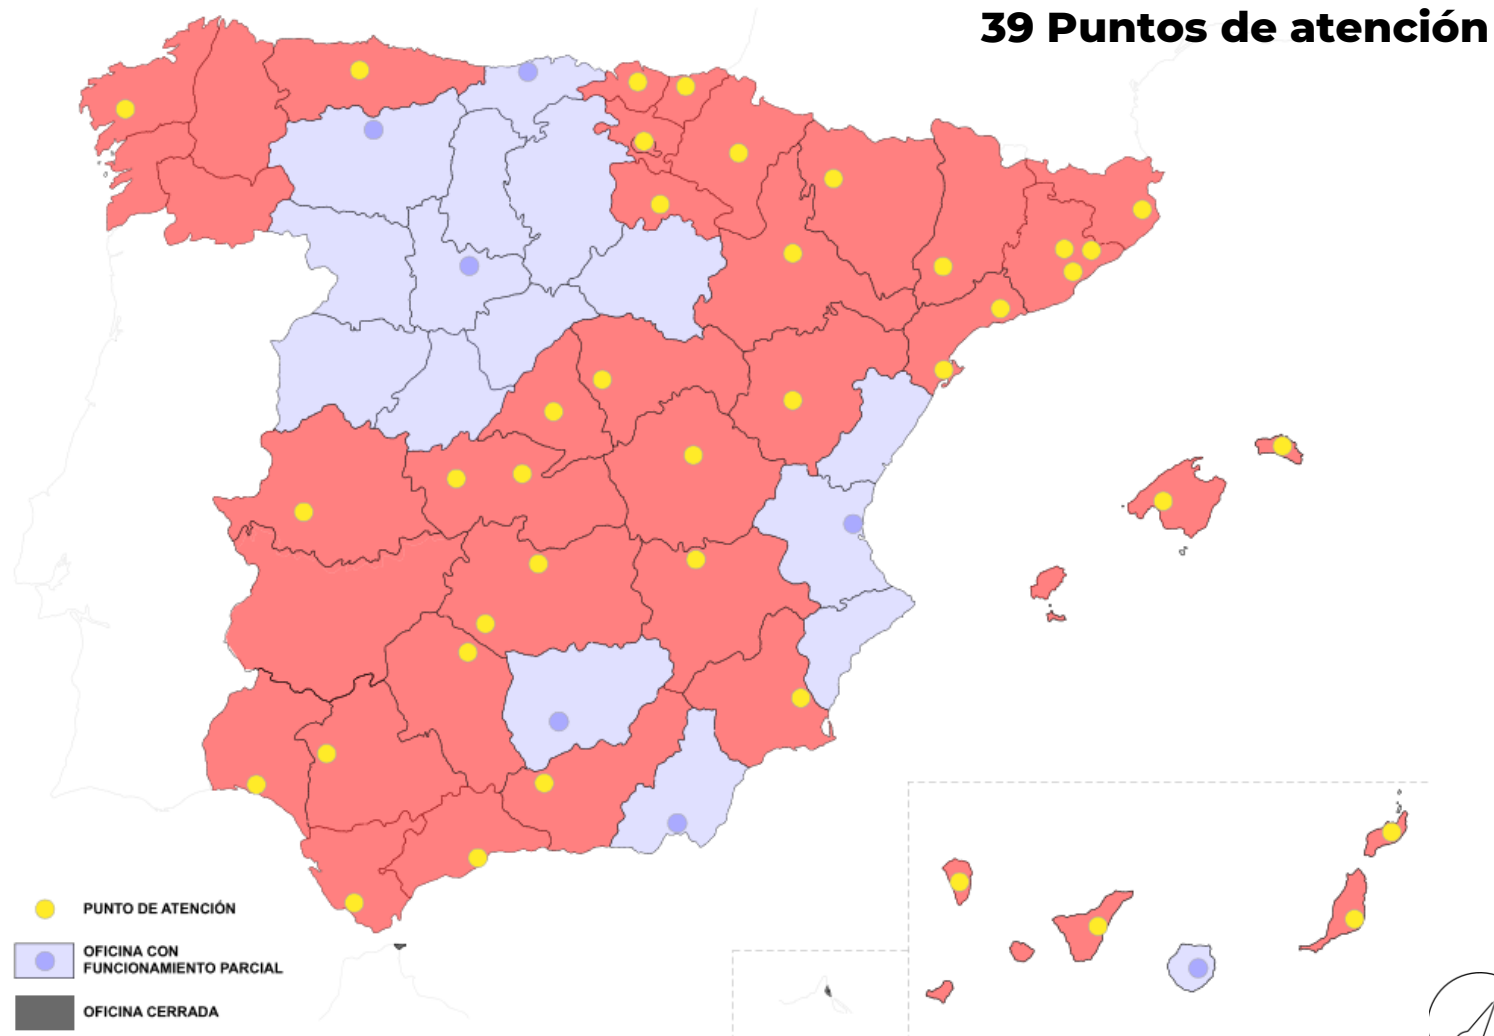 39 Puntos de atención
PUNTO DE ATENCIÓN
OFICINA CON
FUNCIONAMIENTO PARCIAL
OFICINA CERRADA